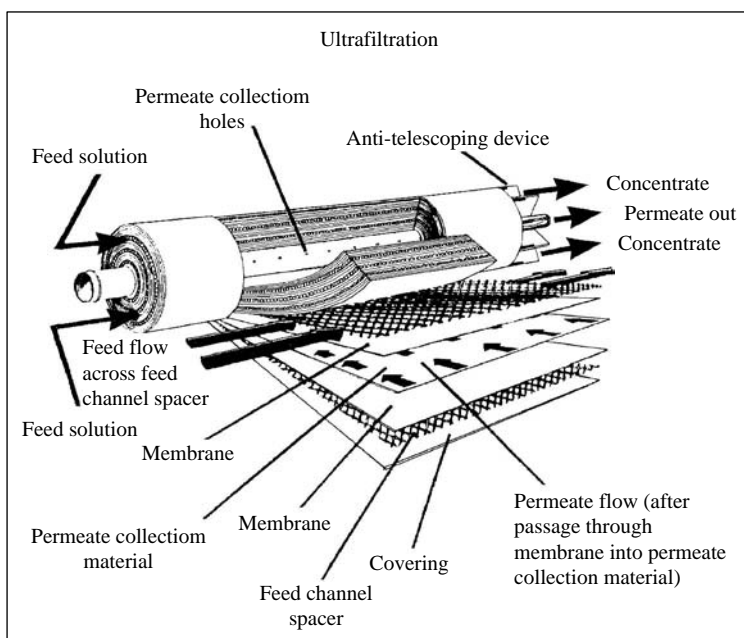 Ultrafiltration
Permeate collectiom
holes
Anti-telescoping device
Feed solution
Concentrate
Permeate out
Concentrate
Feed flow
across feed
channel spacer
Feed solution
Membrane
Permeate collectiom
material
Membrane
Feed channel
spacer
Covering
Permeate flow (after
passage through
membrane into permeate
collection material)